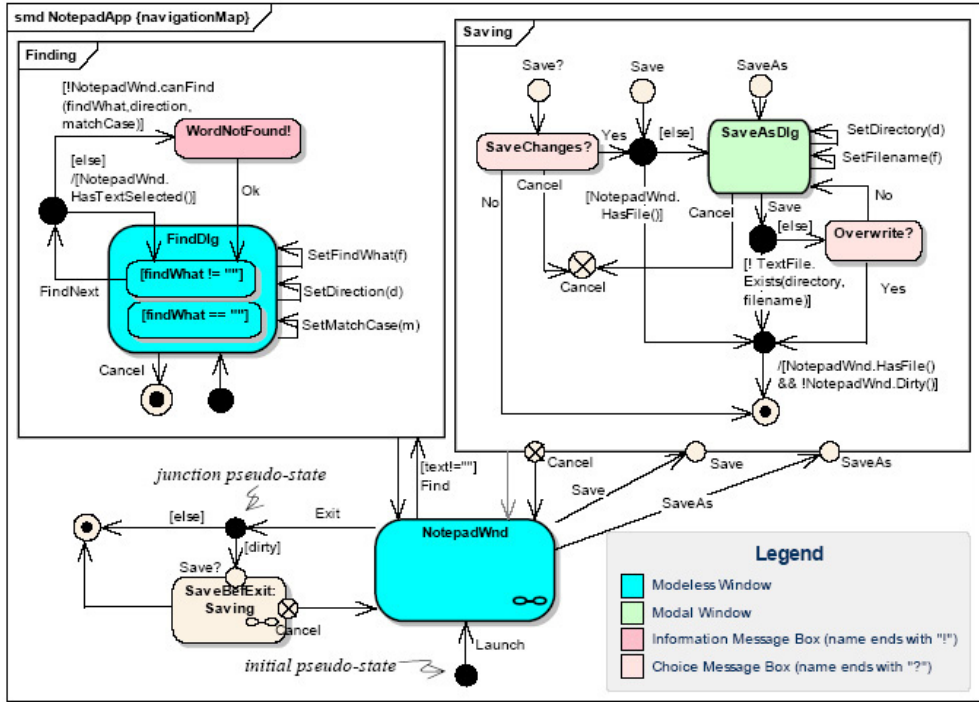 smd NotepadApp {navigationMap}
Finding
[!NotepadWnd.canFind
(findWhat,direction,
matchCase)]
WordNotFound!
[else]
/[NotepadWnd.
HasTextSelected()]
Ok
FindDlg
[findWhat != ""]
[findWhat == ""]
FindNext
SetFindWhat(f)
SetDirection(d)
SetMatchCase(m)
Cancel
Saving
Save?
Save
SaveAs
SaveChanges?
Yes
[else]
SaveAsDlg
SetDirectory(d)
SetFilename(f)
Cancel
No
[NotepadWnd.
HasFile()]
Cancel
Save
[else]
No
Overwrite?
Cancel
[! TextFile.
Exists(directory,
filename)]
Yes
/[NotepadWnd.HasFile()
&& !NotepadWnd.Dirty()]
[text!=""]
Find
Cancel
Save
Save
SaveAs
SaveAs
junction pseudo-state
[else]
Exit
[dirty]
Save?
SaveBefExit:
Saving
Cancel
NotepadWnd
Launch
initial pseudo-state
Legend
Modeless Window
Modal Window
Information Message Box (name ends with "!")
Choice Message Box (name ends with "?")